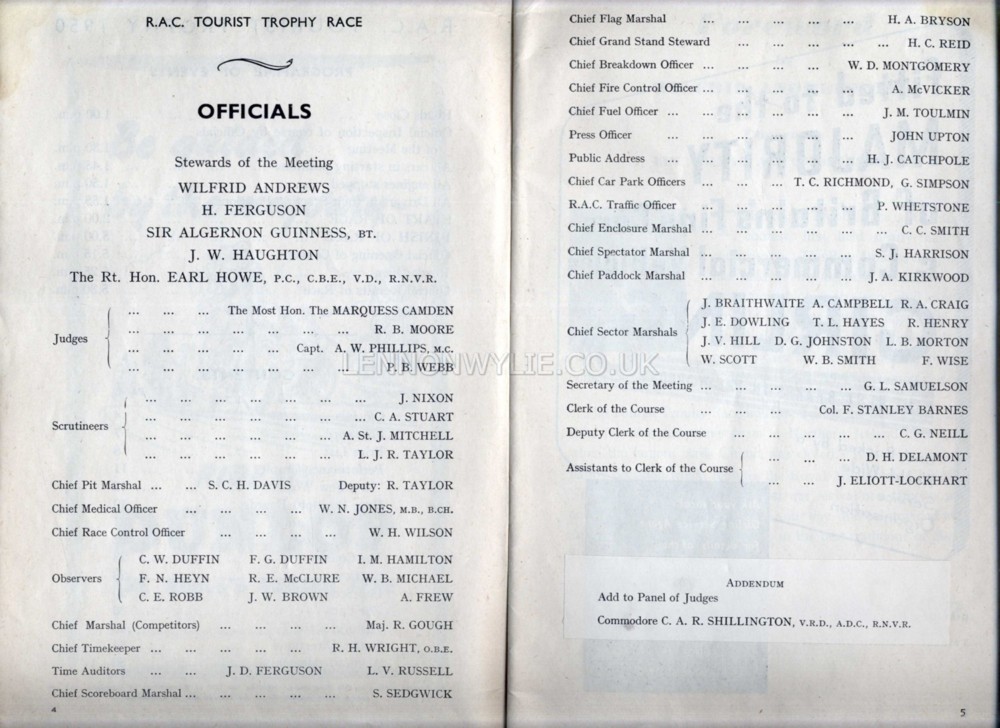 R.A.C. TOURIST TROPHY RACE
OFFICIALS
Stewards of the Meeting
WILFRID ANDREWS
H. FERGUSON
SIR ALGERNON GUINNESS, BT.
J. W. HAUGHTON
The Rt. Hon. EARL HOWE, P.C., C.B.E., V.D., R.N.V.R.
Judges
... ... ... The Most Hon. The MARQUESS CAMDEN
... ... ... ... ... ... ... R. B. MOORE
... ... ... ... ... Capt. A. W. PHILLIPS, M.C.
... ... ... ... ... ... ... P. B. WEBB
Scrutineers
... ... ... ... ... ... ... J. NIXON
... ... ... ... ... ... C. A. STUART
... ... ... ... ... ... A. St. J. MITCHELL
... ... ... ... ... ... L. J. R. TAYLOR
Chief Pit Marshal ... ... S. C. H. DAVIS Deputy: R. TAYLOR
Chief Medical Officer ... ... ... ... W. N. JONES, M.B., B.CH.
Chief Race Control Officer ... ... ... ... W. H. WILSON
Observers
C. W. DUFFIN F. G. DUFFIN I. M. HAMILTON
F. N. HEYN R. E. McCLURE W. B. MICHAEL
C. E. ROBB J. W. BROWN A. FREW
Chief Marshal (Competitors) ... ... ... ... Maj. R. GOUGH
Chief Timekeeper ... ... ... ... ... R. H. WRIGHT, O.B.E.
Time Auditors ... ... J. D. FERGUSON L. V. RUSSELL
Chief Scoreboard Marshal ... ... ... ... ... S. SEDGWICK
4
Chief Flag Marshal ... ... ... ... ... H. A. BRYSON
Chief Grand Stand Steward ... ... ... ... H. C. REID
Chief Breakdown Officer ... ... ... ... W. D. MONTGOMERY
Chief Fire Control Officer ... ... ... ... A. McVICKER
Chief Fuel Officer ... ... ... ... ... J. M. TOULMIN
Press Officer ... ... ... ... ... JOHN UPTON
Public Address ... ... ... ... ... H. J. CATCHPOLE
Chief Car Park Officers ... ... ... T. C. RICHMOND, G. SIMPSON
R.A.C. Traffic Officer ... ... ... ... ... P. WHETSTONE
Chief Enclosure Marshal ... ... ... ... ... C. C. SMITH
Chief Spectator Marshal ... ... ... ... S. J. HARRISON
Chief Paddock Marshal ... ... ... ... J. A. KIRKWOOD
Chief Sector Marshals
J. BRAITHWAITE A. CAMPBELL R. A. CRAIG
J. E. DOWLING T. L. HAYES R. HENRY
J. V. HILL D. G. JOHNSTON L. B. MORTON
W. SCOTT W. B. SMITH F. WISE
Secretary of the Meeting ... ... ... ... G. L. SAMUELSON
Clerk of the Course ... ... ... Col. F. STANLEY BARNES
Deputy Clerk of the Course ... ... ... ... C. G. NEILL
Assistants to Clerk of the Course
... ... ... D. H. DELAMONT
... ... J. ELIOTT-LOCKHART
ADDENDUM
Add to Panel of Judges
Commodore C. A. R. SHILLINGTON, V.R.D., A.D.C., R.N.V.R.
5
LENNONWYLIE.CO.UK